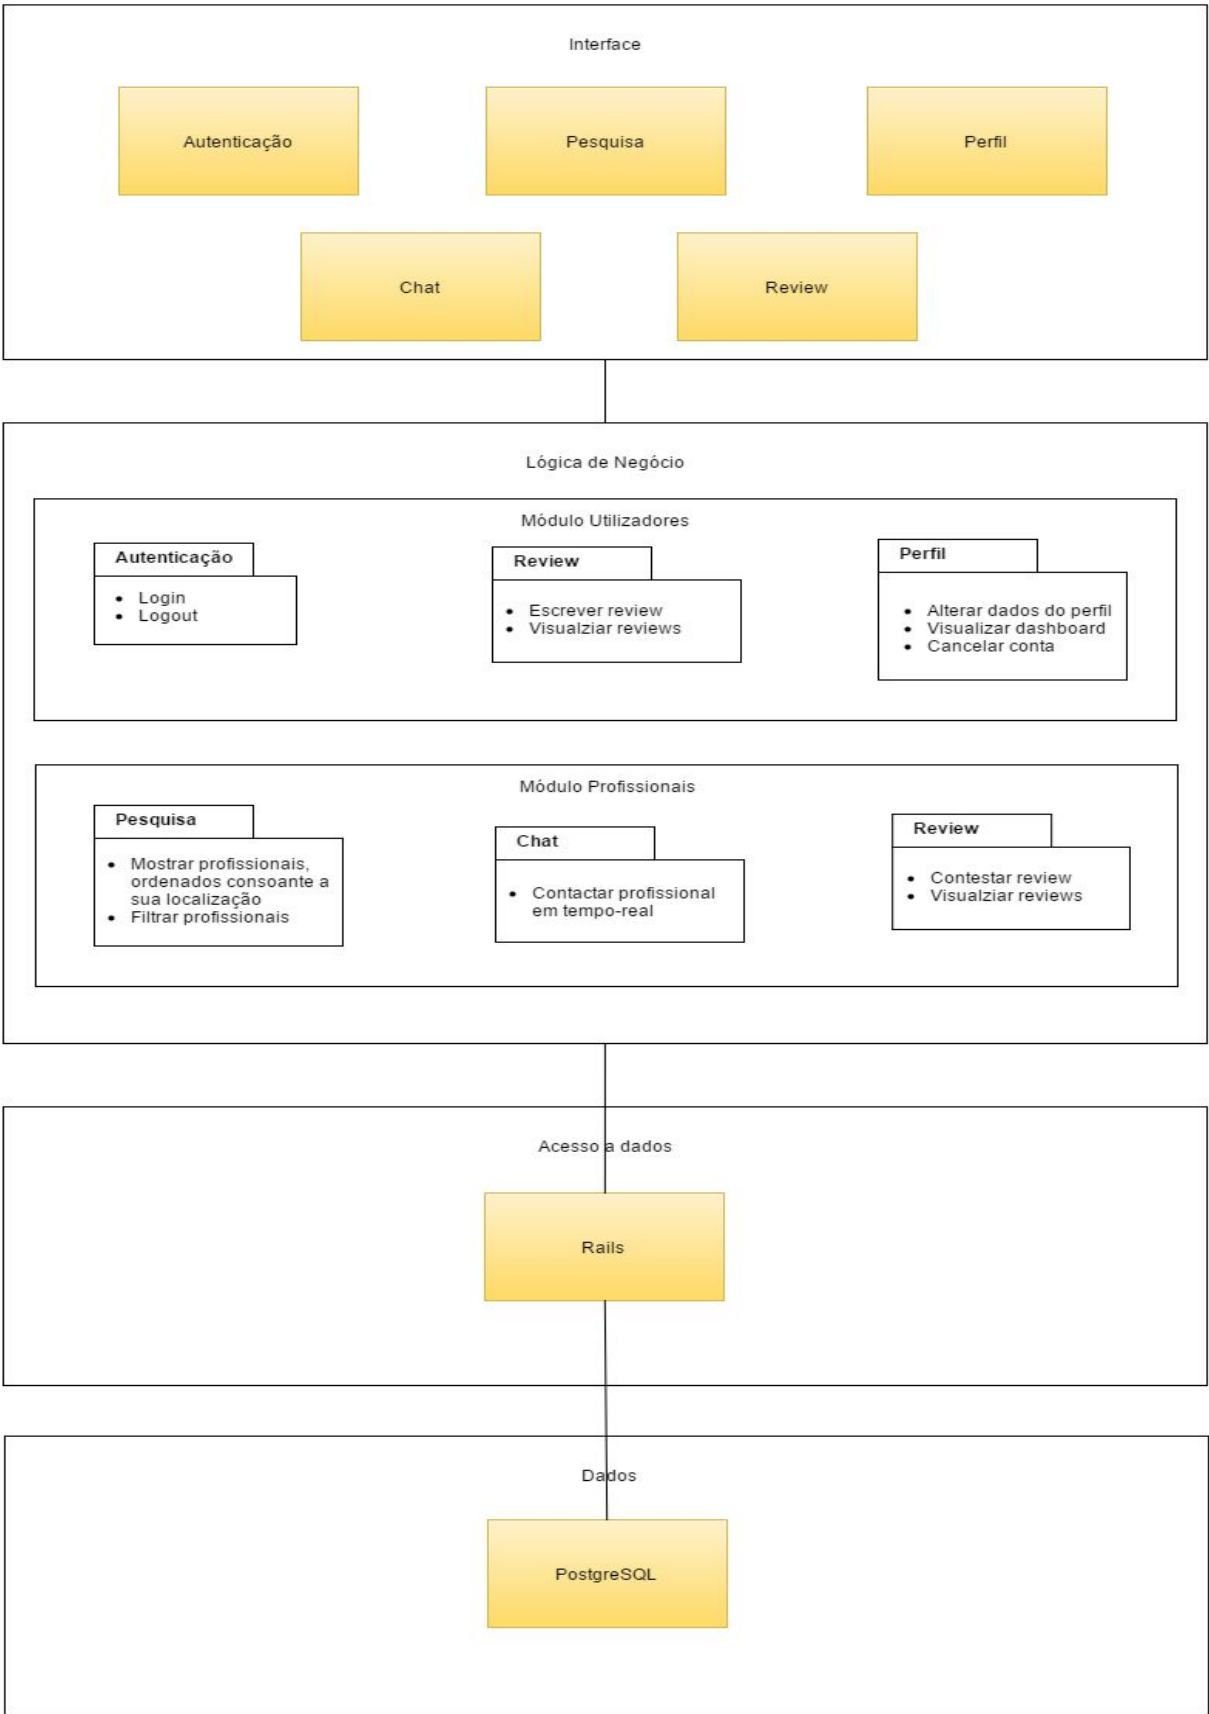 Interface
Autenticação
Pesquisa
Perfil
Chat
Review
Lógica de Negócio
Módulo Utilizadores
Autenticação
• Login
• Logout
Review
• Escrever review
• Visualziar reviews
Perfil
• Alterar dados do perfil
• Visualizar dashboard
• Cancelar conta
Módulo Profissionais
Pesquisa
• Mostrar profissionais,
ordenados consoante a
sua localização
• Filtrar profissionais
Chat
• Contactar profissional
em tempo-real
Review
• Contestar review
• Visualziar reviews
Acesso a dados
Rails
Dados
PostgreSQL